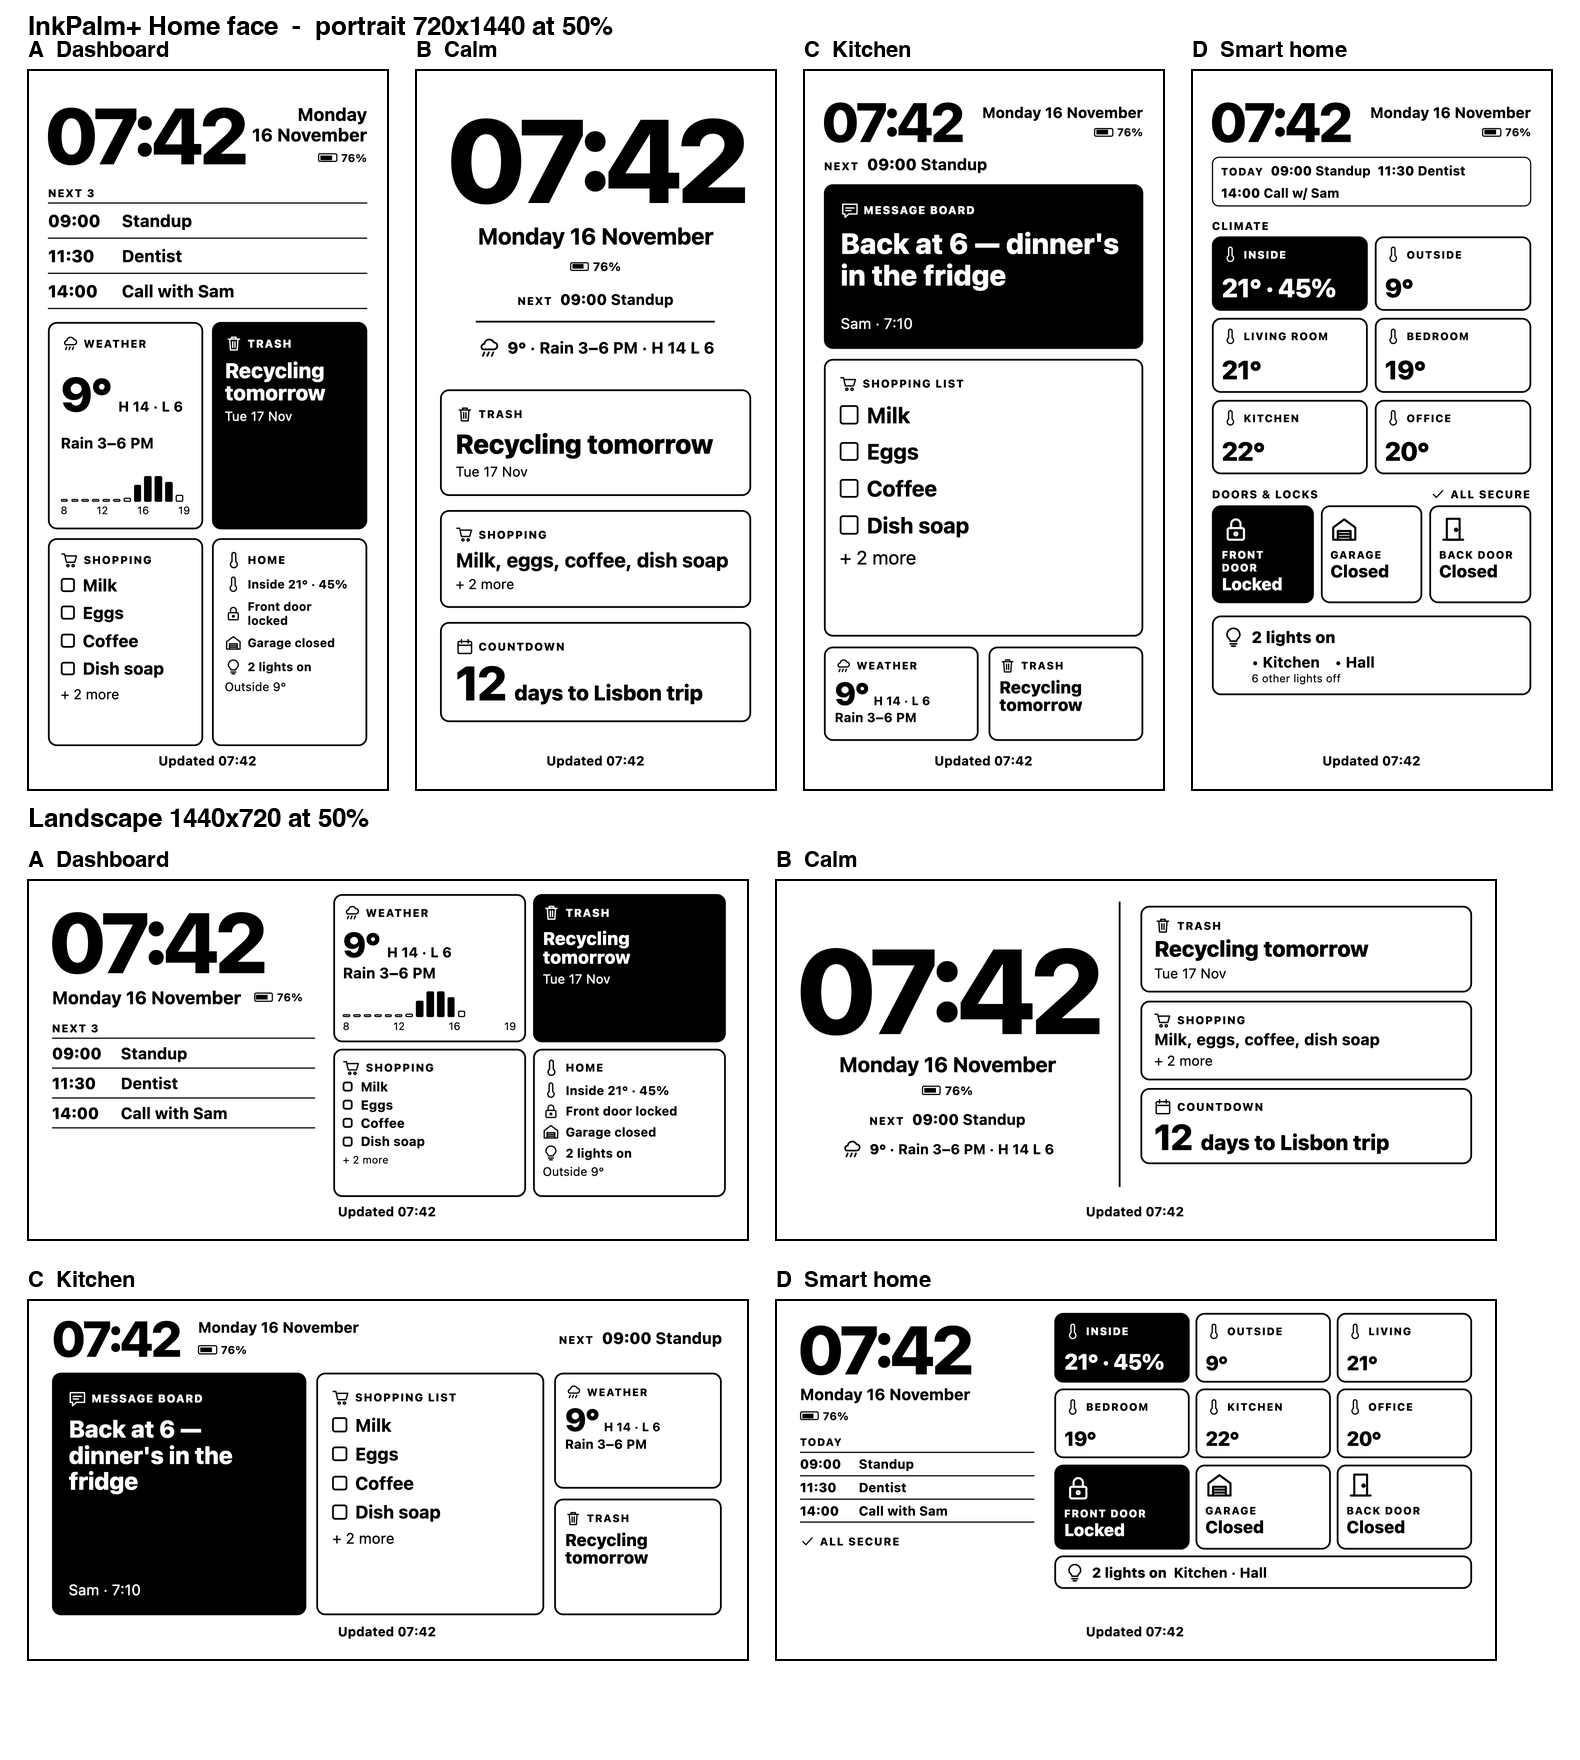 InkPalm+ Home face - portrait 720x1440 at 50%
A Dashboard
07:42
Monday
16 November
76%
NEXT 3
09:00 Standup
11:30 Dentist
14:00 Call with Sam
WEATHER
9° H 14 · L 6
Rain 3–6 PM
8 12 16 19
TRASH
Recycling
tomorrow
Tue 17 Nov
SHOPPING
Milk
Eggs
Coffee
Dish soap
+ 2 more
HOME
Inside 21° · 45%
Front door
locked
Garage closed
2 lights on
Outside 9°
Updated 07:42
B Calm
07:42
Monday 16 November
76%
NEXT 09:00 Standup
9° · Rain 3–6 PM · H 14 L 6
TRASH
Recycling tomorrow
Tue 17 Nov
SHOPPING
Milk, eggs, coffee, dish soap
+ 2 more
COUNTDOWN
12 days to Lisbon trip
Updated 07:42
C Kitchen
07:42
Monday 16 November
76%
NEXT 09:00 Standup
MESSAGE BOARD
Back at 6 — dinner's
in the fridge
Sam · 7:10
SHOPPING LIST
Milk
Eggs
Coffee
Dish soap
+ 2 more
WEATHER
9° H 14 · L 6
Rain 3–6 PM
TRASH
Recycling
tomorrow
Updated 07:42
D Smart home
07:42
Monday 16 November
76%
TODAY 09:00 Standup 11:30 Dentist
14:00 Call w/ Sam
CLIMATE
INSIDE
21° · 45%
OUTSIDE
9°
LIVING ROOM
21°
BEDROOM
19°
KITCHEN
22°
OFFICE
20°
DOORS & LOCKS
ALL SECURE
FRONT
DOOR
Locked
GARAGE
Closed
BACK DOOR
Closed
2 lights on
• Kitchen • Hall
6 other lights off
Updated 07:42
Landscape 1440x720 at 50%
A Dashboard
07:42
Monday 16 November 76%
NEXT 3
09:00 Standup
11:30 Dentist
14:00 Call with Sam
WEATHER
9° H 14 · L 6
Rain 3–6 PM
8 12 16 19
TRASH
Recycling
tomorrow
Tue 17 Nov
SHOPPING
Milk
Eggs
Coffee
Dish soap
+ 2 more
HOME
Inside 21° · 45%
Front door locked
Garage closed
2 lights on
Outside 9°
Updated 07:42
B Calm
07:42
Monday 16 November
76%
NEXT 09:00 Standup
9° · Rain 3–6 PM · H 14 L 6
TRASH
Recycling tomorrow
Tue 17 Nov
SHOPPING
Milk, eggs, coffee, dish soap
+ 2 more
COUNTDOWN
12 days to Lisbon trip
Updated 07:42
C Kitchen
07:42
Monday 16 November
76%
NEXT 09:00 Standup
MESSAGE BOARD
Back at 6 —
dinner's in the
fridge
Sam · 7:10
SHOPPING LIST
Milk
Eggs
Coffee
Dish soap
+ 2 more
WEATHER
9° H 14 · L 6
Rain 3–6 PM
TRASH
Recycling
tomorrow
Updated 07:42
D Smart home
07:42
Monday 16 November
76%
TODAY
09:00 Standup
11:30 Dentist
14:00 Call with Sam
ALL SECURE
INSIDE
21° · 45%
OUTSIDE
9°
LIVING
21°
BEDROOM
19°
KITCHEN
22°
OFFICE
20°
FRONT DOOR
Locked
GARAGE
Closed
BACK DOOR
Closed
2 lights on Kitchen · Hall
Updated 07:42